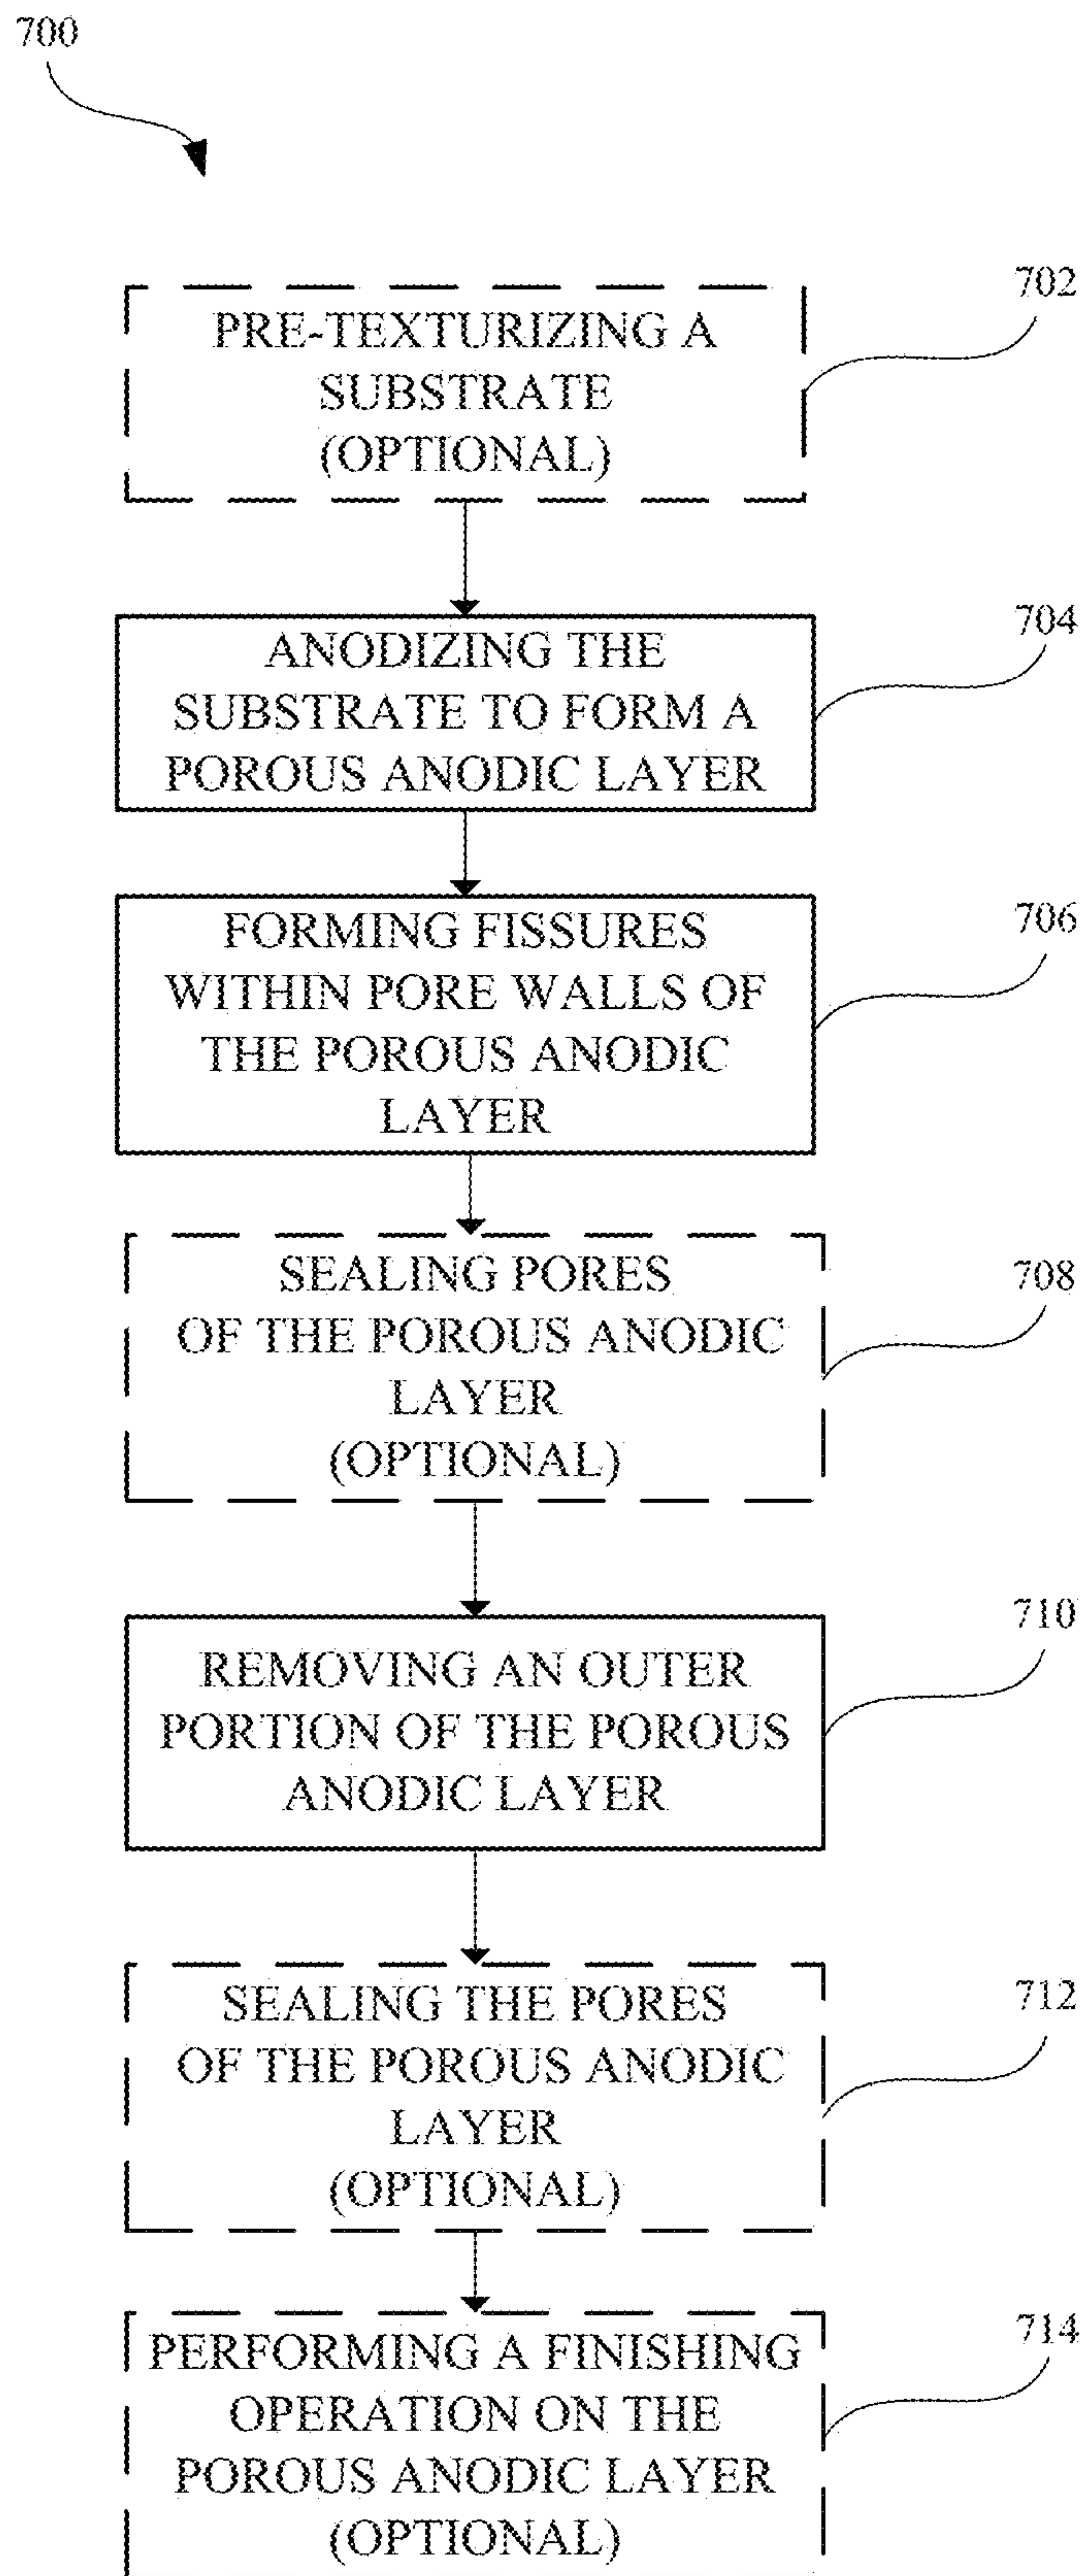 700
702
PRE-TEXTURIZING A
SUBSTRATE
(OPTIONAL)
704
ANODIZING THE
SUBSTRATE TO FORM A
POROUS ANODIC LAYER
706
FORMING FISSURES
WITHIN PORE WALLS OF
THE POROUS ANODIC
LAYER
708
SEALING PORES
OF THE POROUS ANODIC
LAYER
(OPTIONAL)
710
REMOVING AN OUTER
PORTION OF THE POROUS
ANODIC LAYER
712
SEALING THE PORES
OF THE POROUS ANODIC
LAYER
(OPTIONAL)
714
PERFORMING A FINISHING
OPERATION ON THE
POROUS ANODIC LAYER
(OPTIONAL)